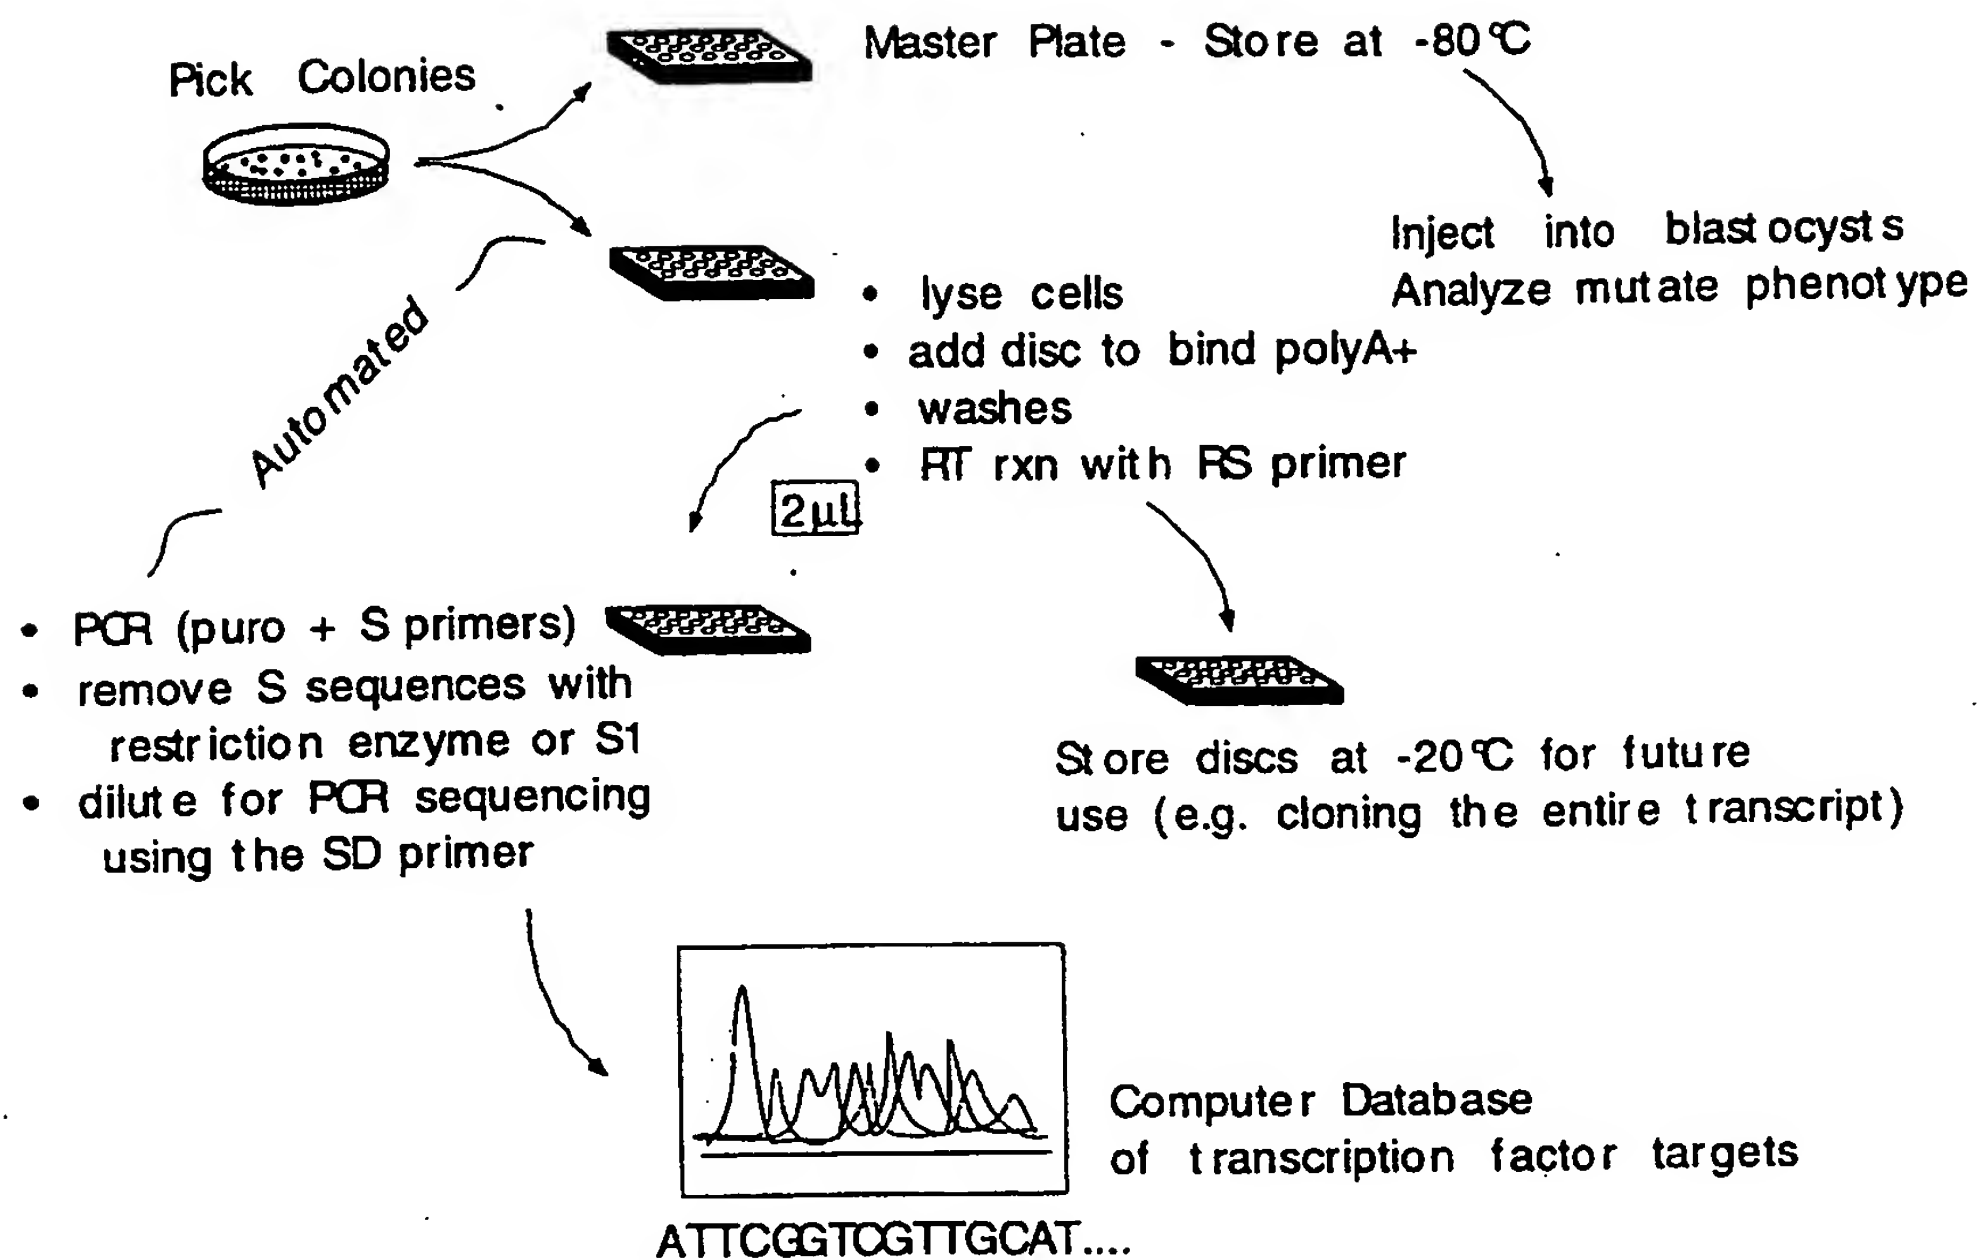 Pick Colonies
Master Plate - Store at -80°C
Inject into blastocysts
Analyze mutate phenotype
Automated
• lyse cells
• add disc to bind polyA+
• washes
• RT rxn with RS primer
2µL
• PCR (puro + S primers)
• remove S sequences with
restriction enzyme or S1
• dilute for PCR sequencing
using the SD primer
Store discs at -20°C for future
use (e.g. cloning the entire transcript)
Computer Database
of transcription factor targets
ATTCGGTCGTTGCAT....